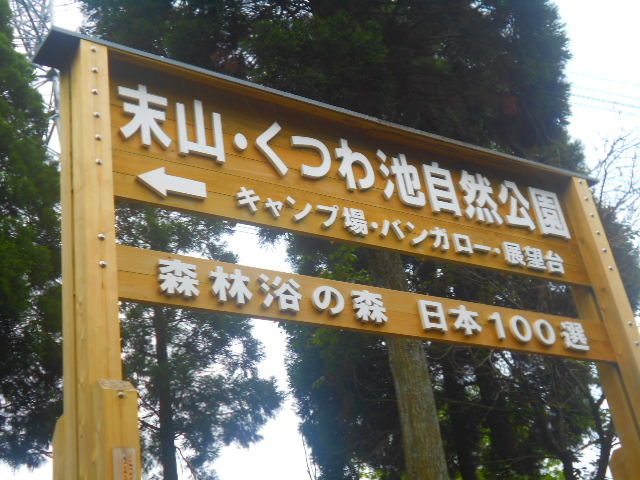 末山・くつわ池自然公園
← キャンプ場・バンガロー・展望台
森林浴の森 日本100選